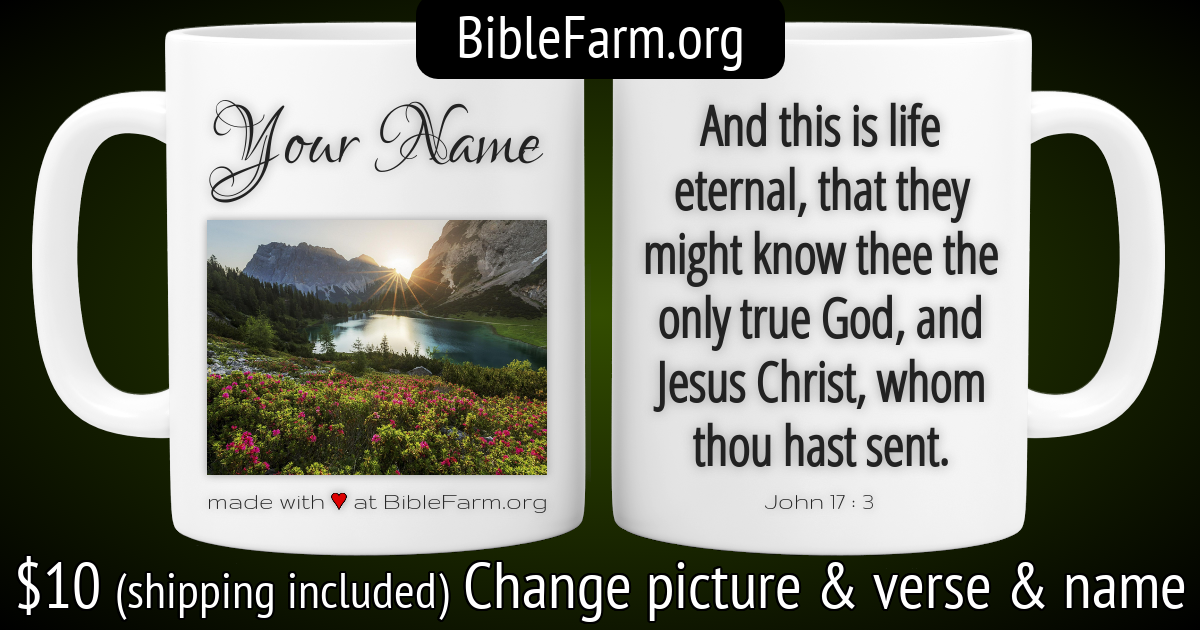 BibleFarm.org
Your Name
made with ♥ at BibleFarm.org
And this is life
eternal, that they
might know thee the
only true God, and
Jesus Christ, whom
thou hast sent.
John 17 : 3
$10 (shipping included) Change picture & verse & name